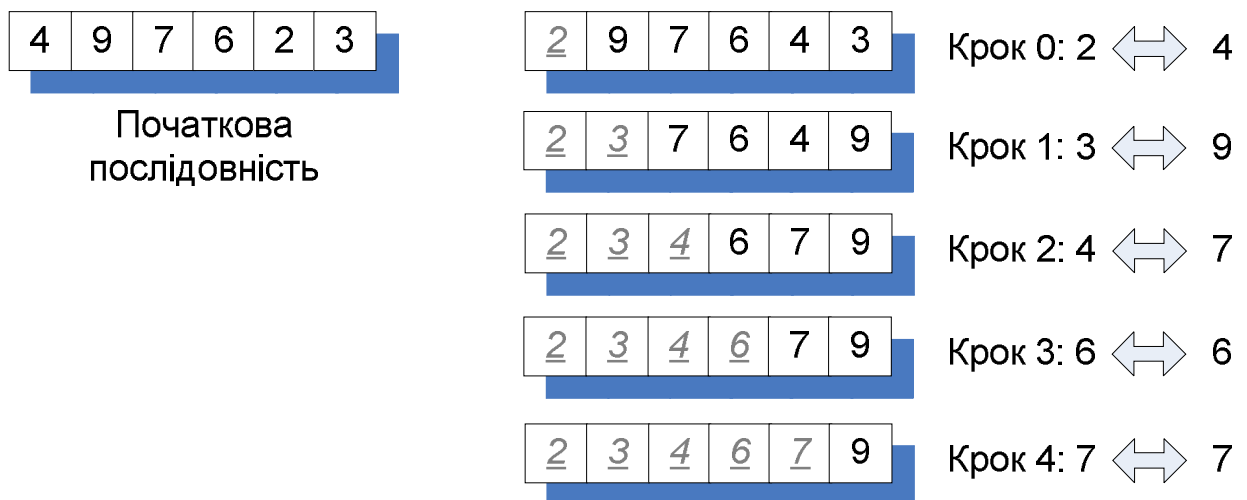 4 9 7 6 2 3
Початкова
послідовність
2 9 7 6 4 3 Крок 0: 2 4
2 3 7 6 4 9 Крок 1: 3 9
2 3 4 6 7 9 Крок 2: 4 7
2 3 4 6 7 9 Крок 3: 6 6
2 3 4 6 7 9 Крок 4: 7 7